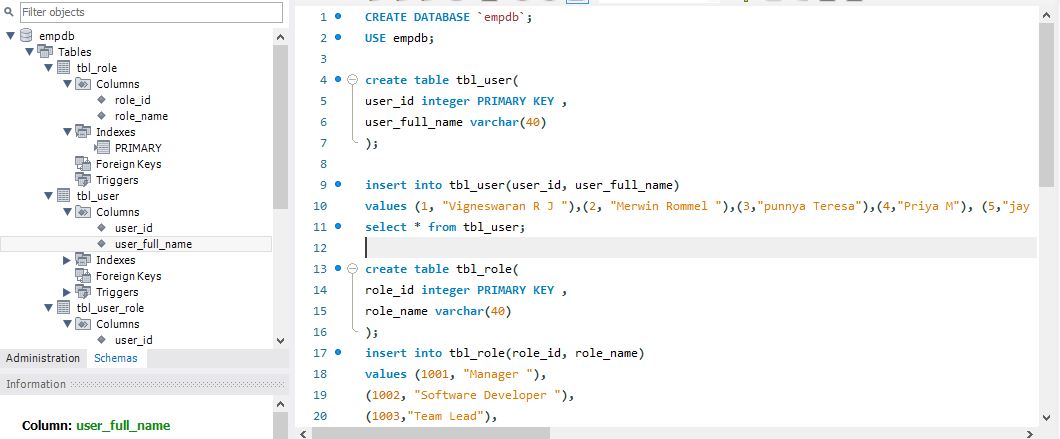 Filter objects
empdb
Tables
tbl_role
Columns
role_id
role_name
Indexes
PRIMARY
Foreign Keys
Triggers
tbl_user
Columns
user_id
user_full_name
Indexes
Foreign Keys
Triggers
tbl_user_role
Columns
user_id
Administration Schemas
Information
Column: user_full_name
1 CREATE DATABASE `empdb`;
2 USE empdb;
3
4 create table tbl_user(
5 user_id integer PRIMARY KEY ,
6 user_full_name varchar(40)
7 );
8
9 insert into tbl_user(user_id, user_full_name)
10 values (1, "Vigneswaran R J "),(2, "Merwin Rommel "),(3,"punnya Teresa"),(4,"Priya M"), (5,"jay
11 select * from tbl_user;
12
13 create table tbl_role(
14 role_id integer PRIMARY KEY ,
15 role_name varchar(40)
16 );
17 insert into tbl_role(role_id, role_name)
18 values (1001, "Manager "),
19 (1002, "Software Developer "),
20 (1003,"Team Lead"),